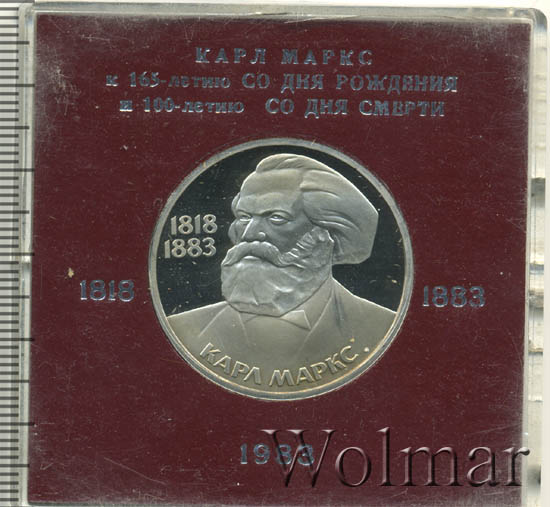 КАРЛ МАРКС
к 165-летию СО ДНЯ РОЖДЕНИЯ
и 100-летию СО ДНЯ СМЕРТИ
1818
1883
1818
1883
КАРЛ МАРКС
1983
Wolmar